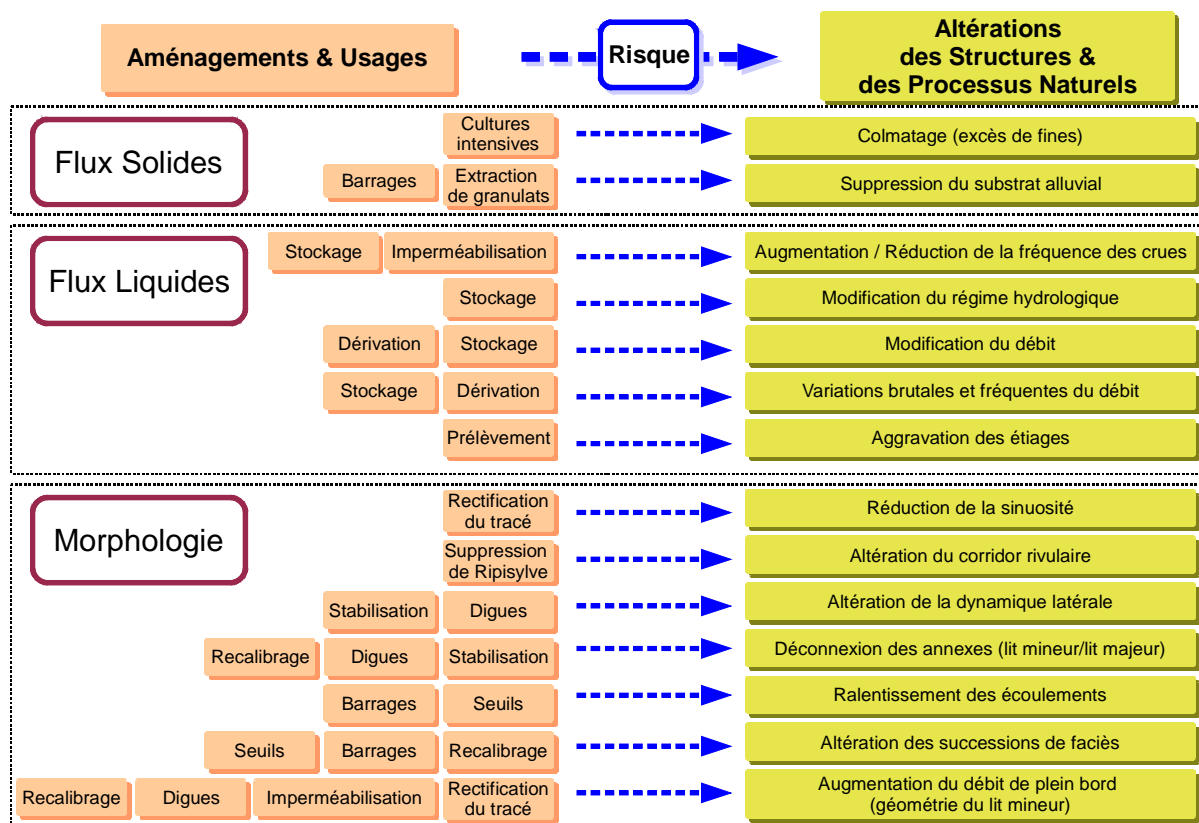 Aménagements & Usages
Risque
Altérations
des Structures &
des Processus Naturels
Flux Solides
Cultures
intensives
Colmatage (excès de fines)
Barrages
Extraction
de granulats
Suppression du substrat alluvial
Flux Liquides
Stockage
Imperméabilisation
Augmentation / Réduction de la fréquence des crues
Stockage
Modification du régime hydrologique
Dérivation
Stockage
Modification du débit
Stockage
Dérivation
Variations brutales et fréquentes du débit
Prélèvement
Aggravation des étiages
Morphologie
Rectification
du tracé
Réduction de la sinuosité
Suppression
de Ripisylve
Altération du corridor rivulaire
Stabilisation
Digues
Altération de la dynamique latérale
Recalibrage
Digues
Stabilisation
Déconnexion des annexes (lit mineur/lit majeur)
Barrages
Seuils
Ralentissement des écoulements
Seuils
Barrages
Recalibrage
Altération des successions de faciès
Recalibrage
Digues
Imperméabilisation
Rectification
du tracé
Augmentation du débit de plein bord
(géométrie du lit mineur)